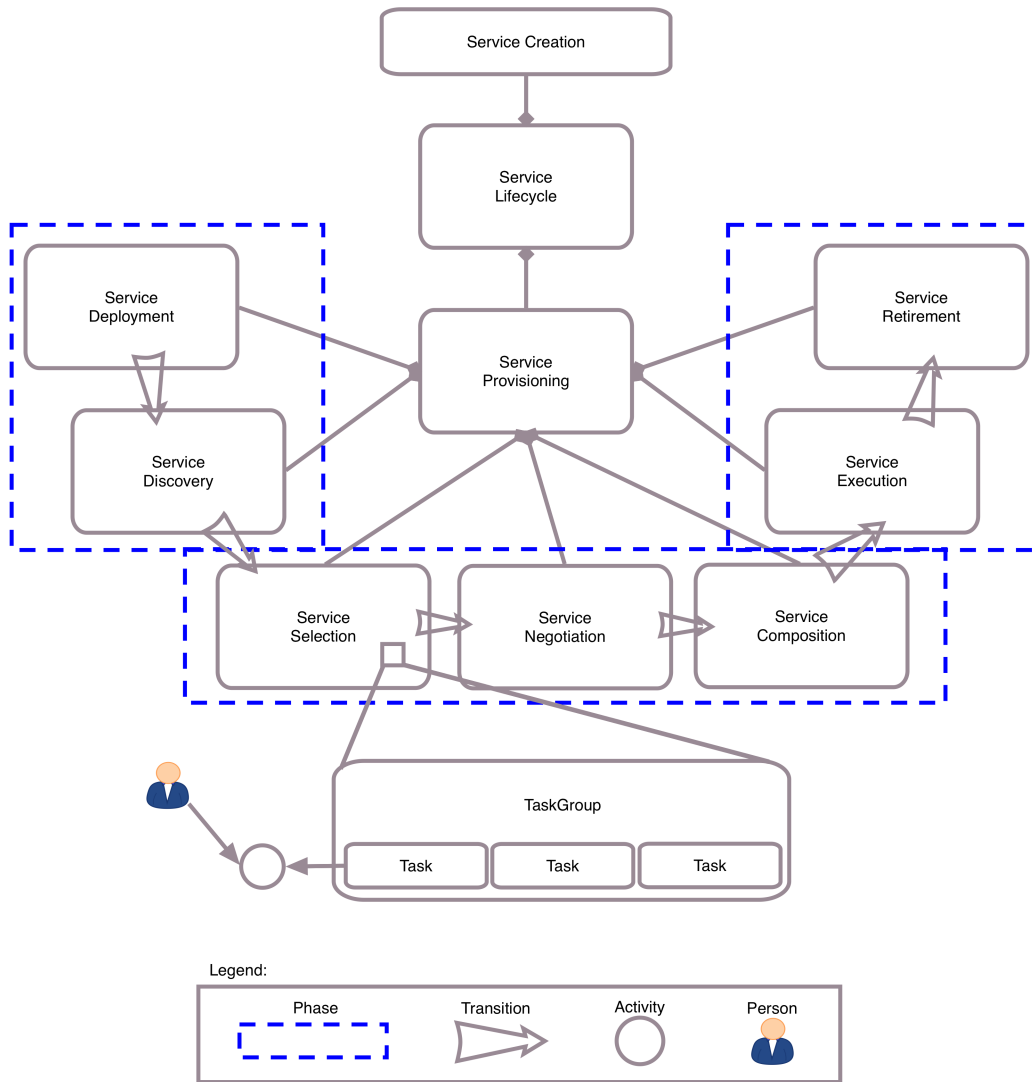 Service Creation
Service
Lifecycle
Service
Deployment
Service
Retirement
Service
Provisioning
Service
Discovery
Service
Execution
Service
Selection
Service
Negotiation
Service
Composition
TaskGroup
Task
Task
Task
Legend:
Phase
Transition
Activity
Person